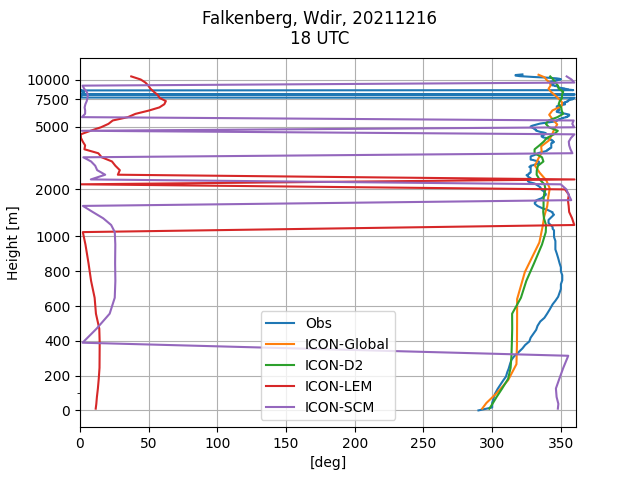 Falkenberg, Wdir, 20211216
18 UTC
10000
7500
5000
2000
1000
800
600
400
200
0
Height [m]
Obs
ICON-Global
ICON-D2
ICON-LEM
ICON-SCM
0 50 100 150 200 250 300 350
[deg]